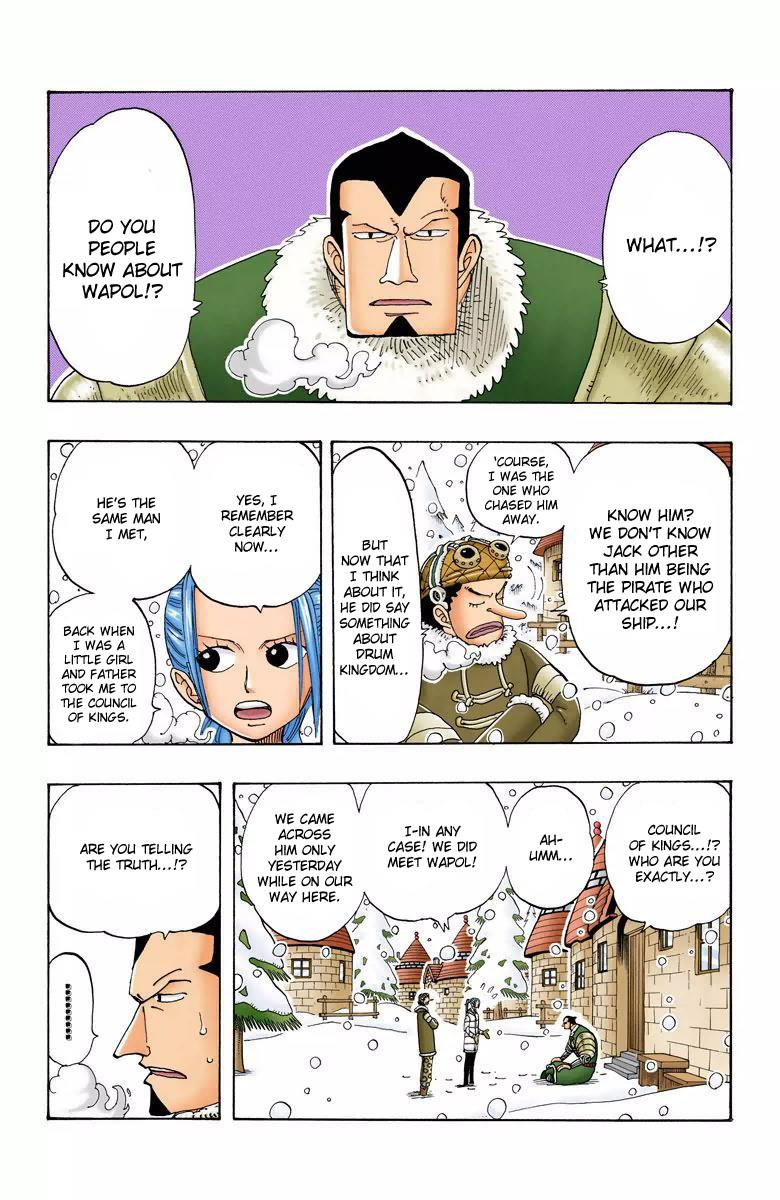 WHAT...!?
DO YOU
PEOPLE
KNOW ABOUT
WAPOL!?
KNOW HIM?
WE DON'T KNOW
JACK OTHER
THAN HIM BEING
THE PIRATE WHO
ATTACKED OUR
SHIP...!
'COURSE,
I WAS THE
ONE WHO
CHASED HIM
AWAY.
BUT
NOW THAT
I THINK
ABOUT IT,
HE DID SAY
SOMETHING
ABOUT
DRUM
KINGDOM...
YES, I
REMEMBER
CLEARLY
NOW...
HE'S THE
SAME MAN
I MET,
BACK WHEN
I WAS A
LITTLE GIRL
AND FATHER
TOOK ME TO
THE COUNCIL
OF KINGS.
COUNCIL
OF KINGS...!?
WHO ARE YOU
EXACTLY...?
AH-
UMM...
I-IN ANY
CASE! WE DID
MEET WAPOL!
WE CAME
ACROSS
HIM ONLY
YESTERDAY
WHILE ON OUR
WAY HERE.
ARE YOU TELLING
THE TRUTH...!?
..........